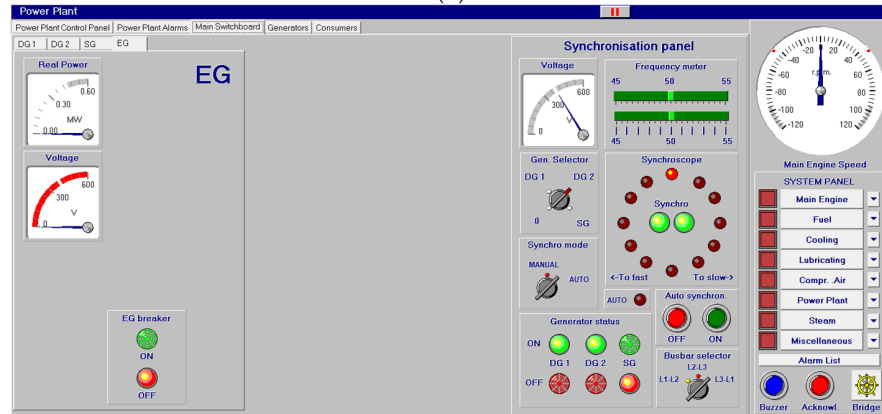 Power Plant
Power Plant Control Panel Power Plant Alarms Main Switchboard Generators Consumers
DG 1 DG 2 SG EG
Real Power
0.60
0.30
MW
0.00
EG
Voltage
600
300
V
0
EG breaker
ON
OFF
Synchronisation panel
Voltage
600
300
0 V
Frequency meter
45 50 55
45 50 55
Gen. Selector
DG 1 DG 2
0 SG
Synchroscope
Synchro
<-To fast To slow->
Synchro mode
MANUAL
AUTO
AUTO
Auto synchron.
OFF ON
Generator status
ON
DG 1 DG 2 SG
OFF
Busbar selector
L2-L3
L1-L2 L3-L1
-20 20
-40 40
-60 r.p.m. 60
-80 80
-100 100
-120 120
Main Engine Speed
SYSTEM PANEL
Main Engine
Fuel
Cooling
Lubricating
Compr. .Air
Power Plant
Steam
Miscellaneous
Alarm List
Buzzer Acknowl. Bridge